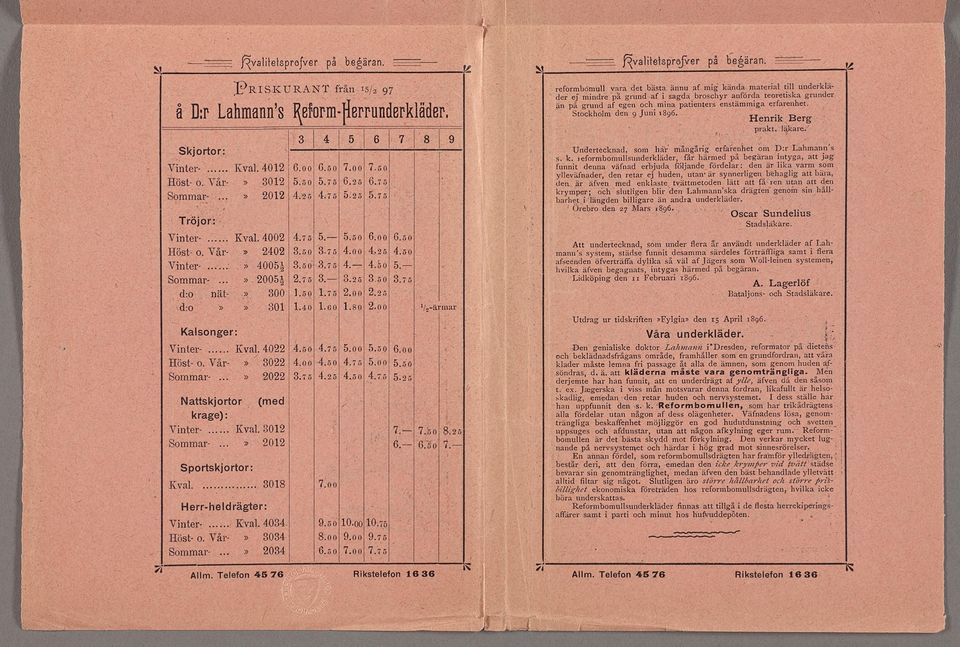 Kvalitetsprofver på begäran.
PRISKURANT från 15/2 97
å D:r Lahmann's Reform-Herrunderkläder.
3 4 5 6 7 8 9
Skjortor:
Vinter- ...... Kval. 4012 6.00 6.50 7.00 7.50
Höst- o. Vår- » 3012 5.50 5.75 6.25 6.75
Sommar- ... » 2012 4.25 4.75 5.25 5.75
Tröjor:
Vinter- ...... Kval. 4002 4.75 5.— 5.50 6.00 6.50
Höst- o. Vår- » 2402 3.50 3.75 4.00 4.25 4.50
Vinter- ...... » 4005½ 3.50 3.75 4.— 4.50 5.—
Sommar- ... » 2005½ 2.75 3.— 3.25 3.50 3.75
d:o nät- » 300 1.50 1.75 2.00 2.25
d:o » » 301 1.40 1.60 1.80 2.00 ½-ärmar
Kalsonger:
Vinter- ...... Kval. 4022 4.50 4.75 5.00 5.50 6.00
Höst- o. Vår- » 3022 4.00 4.50 4.75 5.00 5.50
Sommar- ... » 2022 3.75 4.25 4.50 4.75 5.25
Nattskjortor (med
krage):
Vinter- ...... Kval. 3012 7.— 7.50 8.25
Sommar- ... » 2012 6.— 6.50 7.—
Sportskjortor:
Kval. ............... 3018 7.00
Herr-heldrägter:
Vinter- ...... Kval. 4034 9.50 10.00 10.75
Höst- o. Vår- » 3034 8.00 9.00 9.75
Sommar- ... » 2034 6.50 7.00 7.75
Allm. Telefon 45 76 Rikstelefon 16 36
Kvalitetsprofver på begäran.
reformbomull vara det bästa ännu af mig kända material till underklä-
der ej mindre på grund af i sagda broschyr anförda teoretiska grunder
än på grund af egen och mina patienters enstämmiga erfarenhet.
Stockholm den 9 Juni 1896.
Henrik Berg
prakt. läkare.
Undertecknad, som har mångårig erfarenhet om D:r Lahmann's
s. k. reformbomullsunderkläder, får härmed på begäran intyga, att jag
funnit denna väfnad erbjuda följande fördelar: den är lika varm som
ylleväfnader, den retar ej huden, utan är synnerligen behaglig att bära,
den är äfven med enklaste tvättmetoden lätt att få ren utan att den
krymper; och slutligen blir den Lahmann'ska drägten genom sin håll-
barhet i längden billigare än andra underkläder.
Örebro den 27 Mars 1896.
Oscar Sundelius
Stadsläkare.
Att undertecknad, som under flera år användt underkläder af Lah-
mann's system, städse funnit desamma särdeles förträffliga samt i flera
afseenden öfverträffa dylika så väl af Jägers som Woll-leinen systemen,
hvilka äfven begagnats, intygas härmed på begäran.
Lidköping den 11 Februari 1896.
A. Lagerlöf
Bataljons- och Stadsläkare.
Utdrag ur tidskriften »Fylgia» den 15 April 1896.
Våra underkläder.
Den genialiske doktor Lahmann i Dresden, reformator på dietens
och beklädnadsfrågans område, framhåller som en grundfordran, att våra
kläder måste lemna fri passage åt alla de ämnen, som genom huden af-
söndras, d. ä. att kläderna måste vara genomträngliga. Men
derjemte har han funnit, att en underdrägt af ylle, äfven då den såsom
t. ex. Jægerska i viss mån motsvarar denna fordran, likafullt är helso-
skadlig, emedan den retar huden och nervsystemet. I dess ställe har
han uppfunnit den s. k. Reformbomullen, som har trikådrägtens
alla fördelar utan någon af dess olägenheter. Väfnadens lösa, genom-
trängliga beskaffenhet möjliggör en god hudutdunstning och svetten
uppsuges och afdunstar, utan att någon afkylning eger rum. Reform-
bomullen är det bästa skydd mot förkylning. Den verkar mycket lug-
nande på nervsystemet och härdar i hög grad mot sinnesrörelser.
En annan fördel, som reformbomullsdrägten har framför ylledrägten,
består deri, att den förra, emedan den icke krymper vid tvätt städse
bevarar sin genomtränglighet, medan äfven den bäst behandlade ylletvätt
alltid filtar sig något. Slutligen äro större hållbarhet och större pris-
billighet ekonomiska företräden hos reformbomullsdrägten, hvilka icke
böra underskattas.
Reformbomullsunderkläder finnas att tillgå i de flesta herrekiperings-
affärer samt i parti och minut hos hufvuddepôten.
Allm. Telefon 45 76 Rikstelefon 16 36